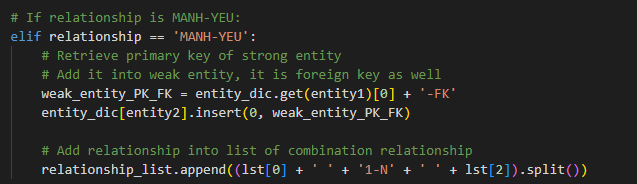 # If relationship is MANH-YEU:
elif relationship == 'MANH-YEU':
# Retrieve primary key of strong entity
# Add it into weak entity, it is foreign key as well
weak_entity_PK_FK = entity_dic.get(entity1)[0] + '-FK'
entity_dic[entity2].insert(0, weak_entity_PK_FK)
# Add relationship into list of combination relationship
relationship_list.append((lst[0] + ' ' + '1-N' + ' ' + lst[2]).split())